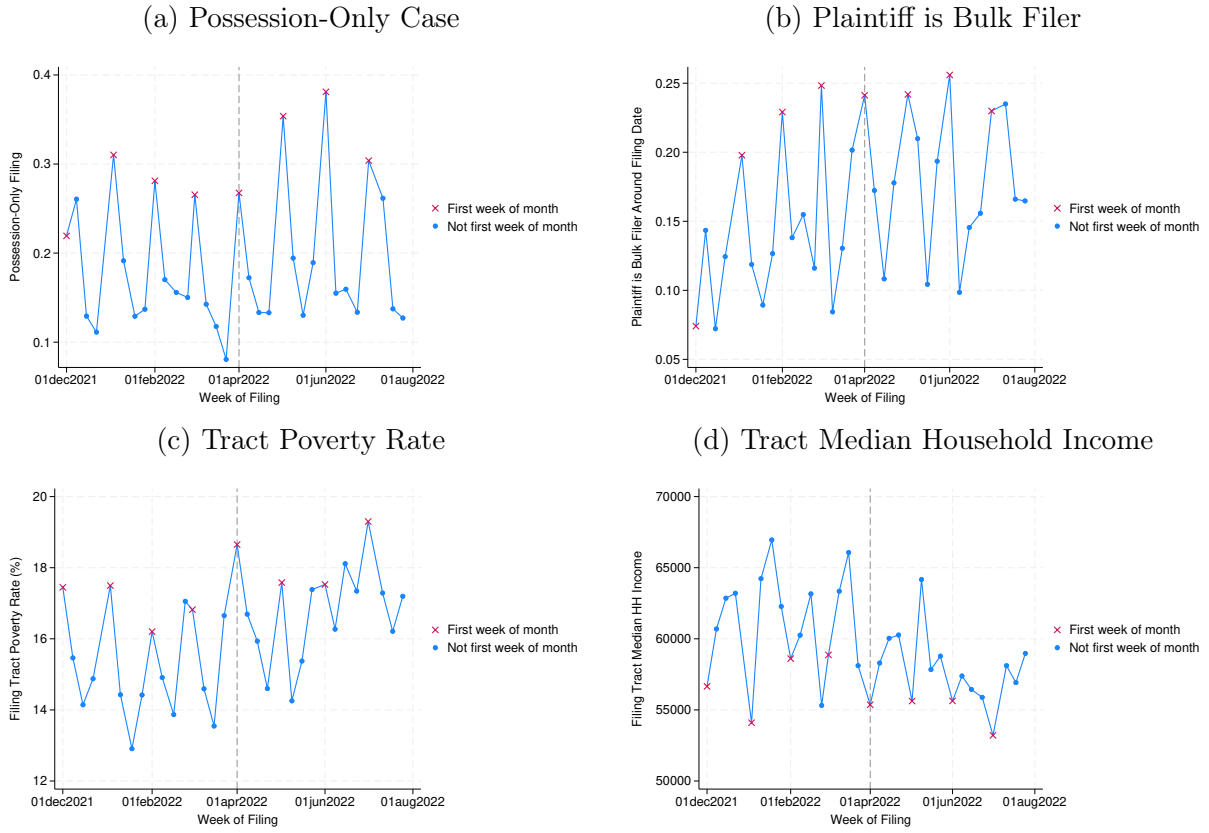 (a) Possession-Only Case
Possession-Only Filing
0.4
0.3
0.2
0.1
01dec2021 01feb2022 01apr2022 01jun2022 01aug2022
Week of Filing
First week of month
Not first week of month
(b) Plaintiff is Bulk Filer
Plaintiff is Bulk Filer Around Filing Date
0.25
0.20
0.15
0.10
0.05
01dec2021 01feb2022 01apr2022 01jun2022 01aug2022
Week of Filing
First week of month
Not first week of month
(c) Tract Poverty Rate
Filing Tract Poverty Rate (%)
20
18
16
14
12
01dec2021 01feb2022 01apr2022 01jun2022 01aug2022
Week of Filing
First week of month
Not first week of month
(d) Tract Median Household Income
Filing Tract Median HH Income
70000
65000
60000
55000
50000
01dec2021 01feb2022 01apr2022 01jun2022 01aug2022
Week of Filing
First week of month
Not first week of month